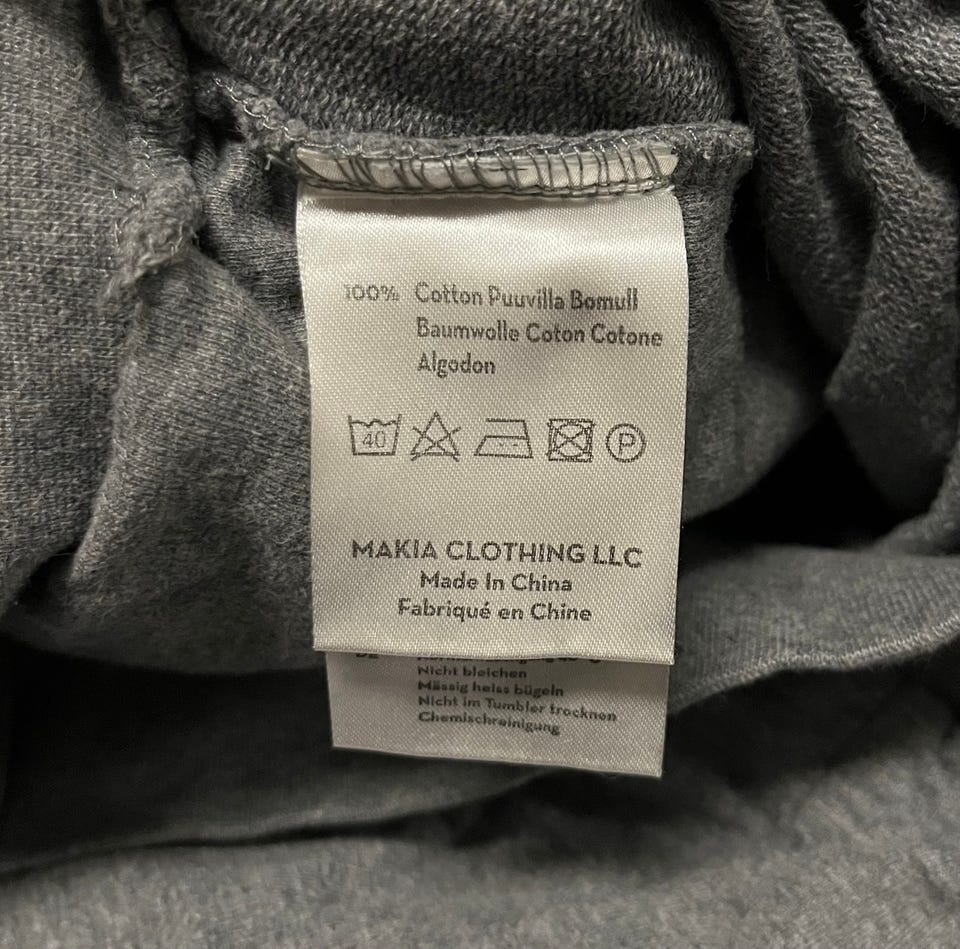 100% Cotton Puuvilla Bomull
Baumwolle Coton Cotone
Algodon
40
P
MAKIA CLOTHING LLC
Made In China
Fabriqué en Chine
Nicht bleichen
Mässig heiss bügeln
Nicht im Tumbler trocknen
Chemischreinigung